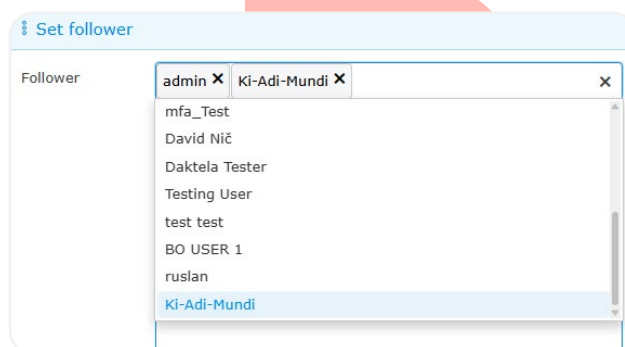 Set follower
Follower admin × Ki-Adi-Mundi × ×
mfa_Test
David Nič
Daktela Tester
Testing User
test test
BO USER 1
ruslan
Ki-Adi-Mundi